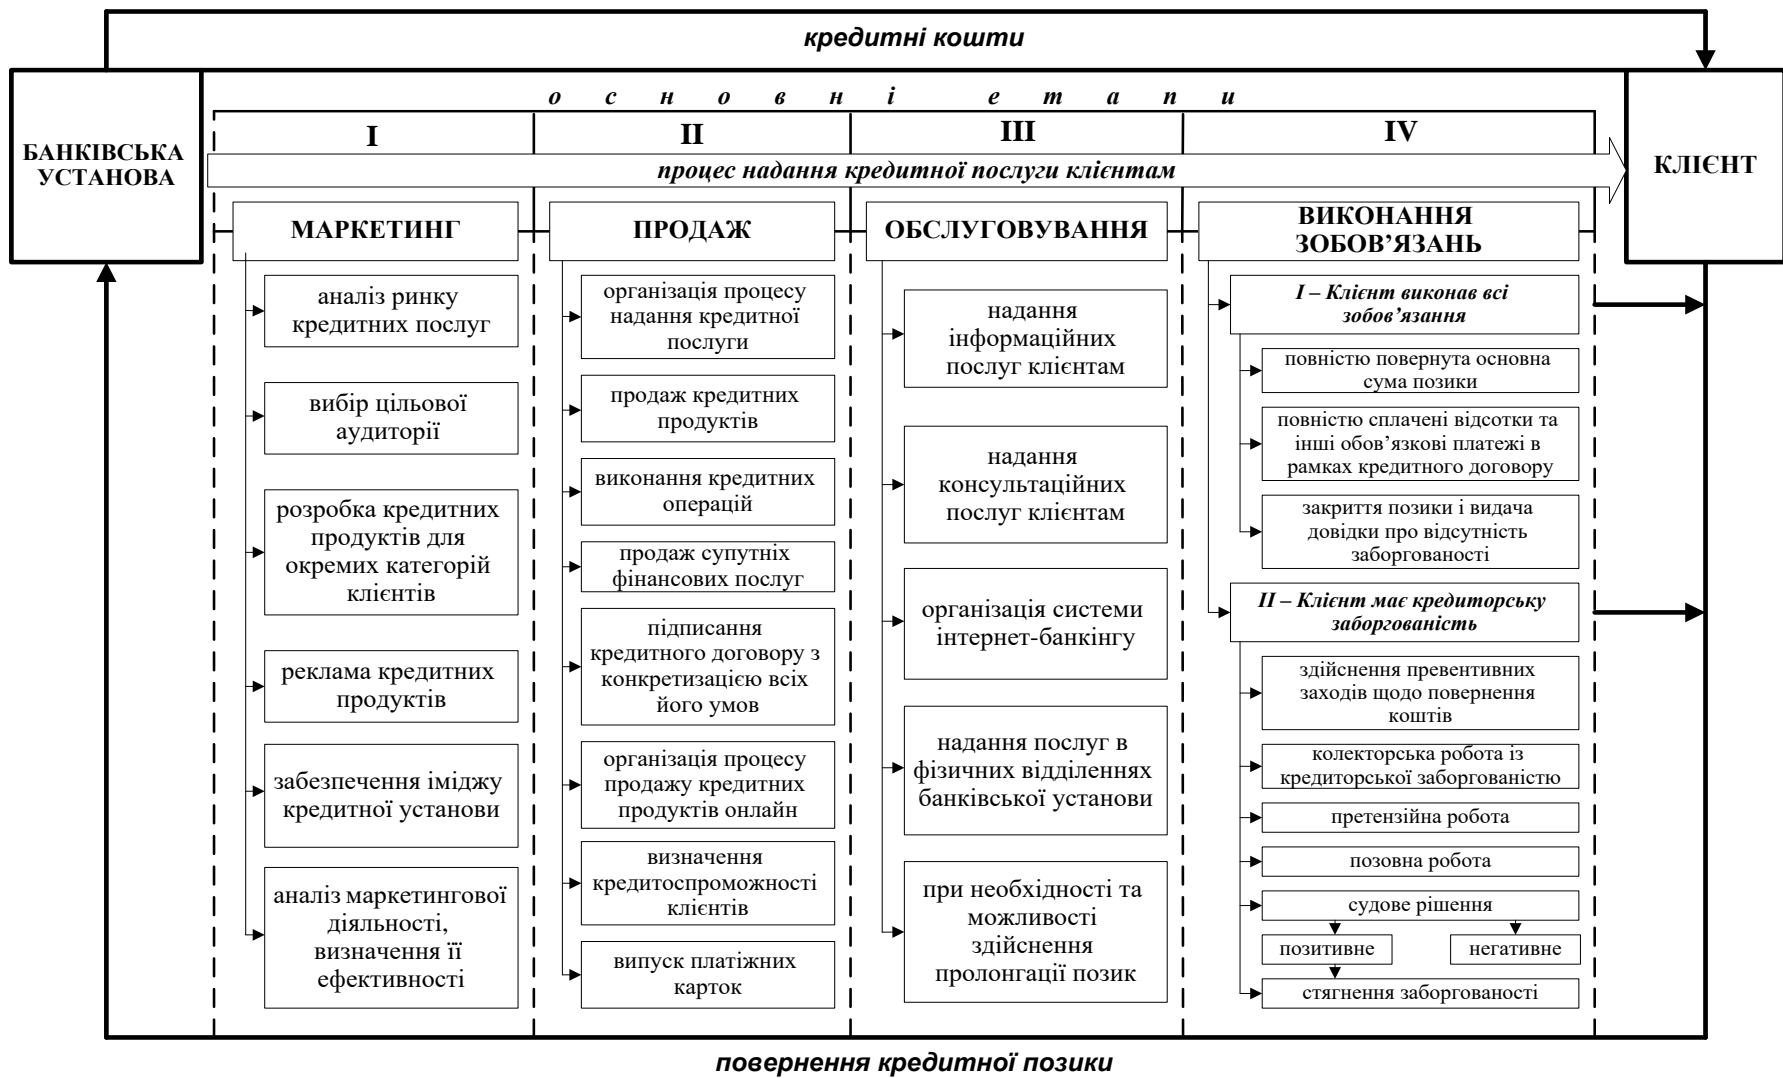 кредитні кошти
основні етапи
БАНКІВСЬКА
УСТАНОВА
I
II
III
IV
КЛІЄНТ
процес надання кредитної послуги клієнтам
МАРКЕТИНГ
аналіз ринку
кредитних послуг
вибір цільової
аудиторії
розробка кредитних
продуктів для
окремих категорій
клієнтів
реклама кредитних
продуктів
забезпечення іміджу
кредитної установи
аналіз маркетингової
діяльності,
визначення її
ефективності
ПРОДАЖ
організація процесу
надання кредитної
послуги
продаж кредитних
продуктів
виконання кредитних
операцій
продаж супутніх
фінансових послуг
підписання
кредитного договору з
конкретизацією всіх
його умов
організація процесу
продажу кредитних
продуктів онлайн
визначення
кредитоспроможності
клієнтів
випуск платіжних
карток
ОБСЛУГОВУВАННЯ
надання
інформаційних
послуг клієнтам
надання
консультаційних
послуг клієнтам
організація системи
інтернет-банкінгу
надання послуг в
фізичних відділеннях
банківської установи
при необхідності та
можливості
здійснення
пролонгації позик
ВИКОНАННЯ
ЗОБОВ’ЯЗАНЬ
I – Клієнт виконав всі
зобов’язання
повністю повернута основна
сума позики
повністю сплачені відсотки та
інші обов’язкові платежі в
рамках кредитного договору
закриття позики і видача
довідки про відсутність
заборгованості
II – Клієнт має кредиторську
заборгованість
здійснення превентивних
заходів щодо повернення
коштів
колекторська робота із
кредиторської заборгованістю
претензійна робота
позовна робота
судове рішення
позитивне
негативне
стягнення заборгованості
повернення кредитної позики